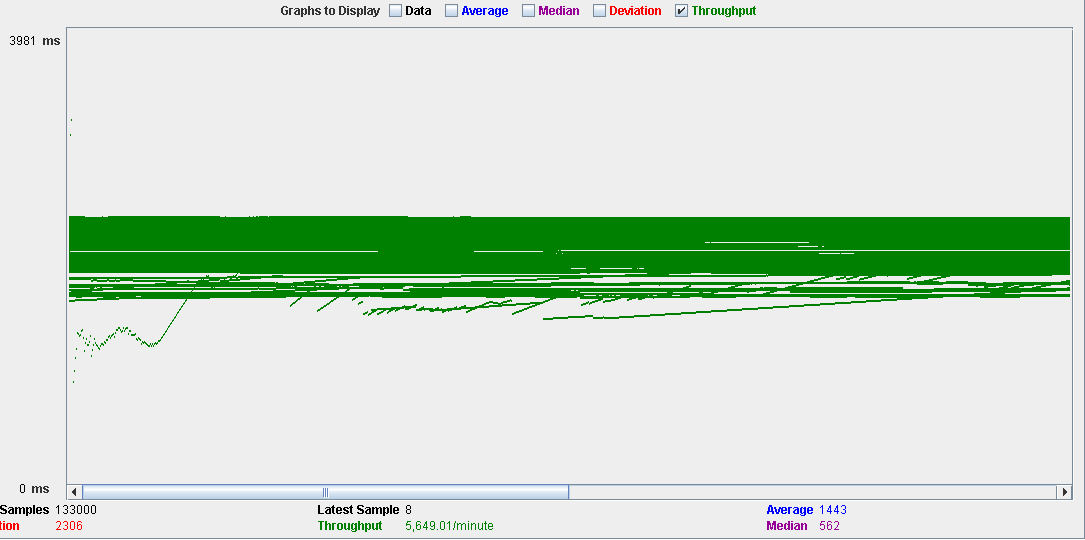 Graphs to Display Data Average Median Deviation Throughput
3981 ms
0 ms
Samples 133000 Latest Sample 8 Average 1443
tion 2306 Throughput 5,649.01/minute Median 562